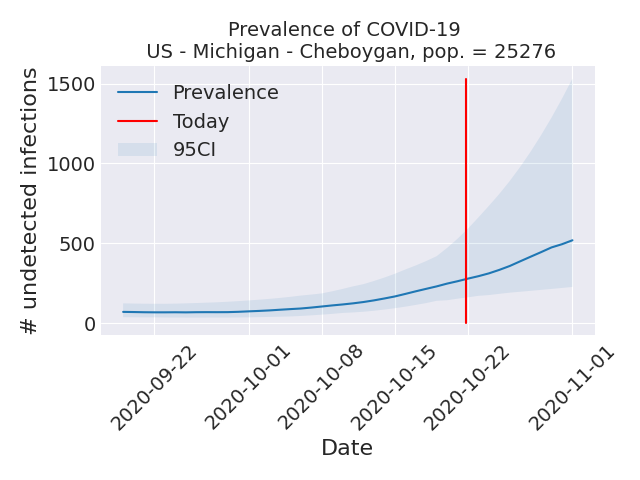 Prevalence of COVID-19
US - Michigan - Cheboygan, pop. = 25276
# undetected infections
1500
1000
500
0
Prevalence
Today
95CI
2020-09-22
2020-10-01
2020-10-08
2020-10-15
2020-10-22
2020-11-01
Date